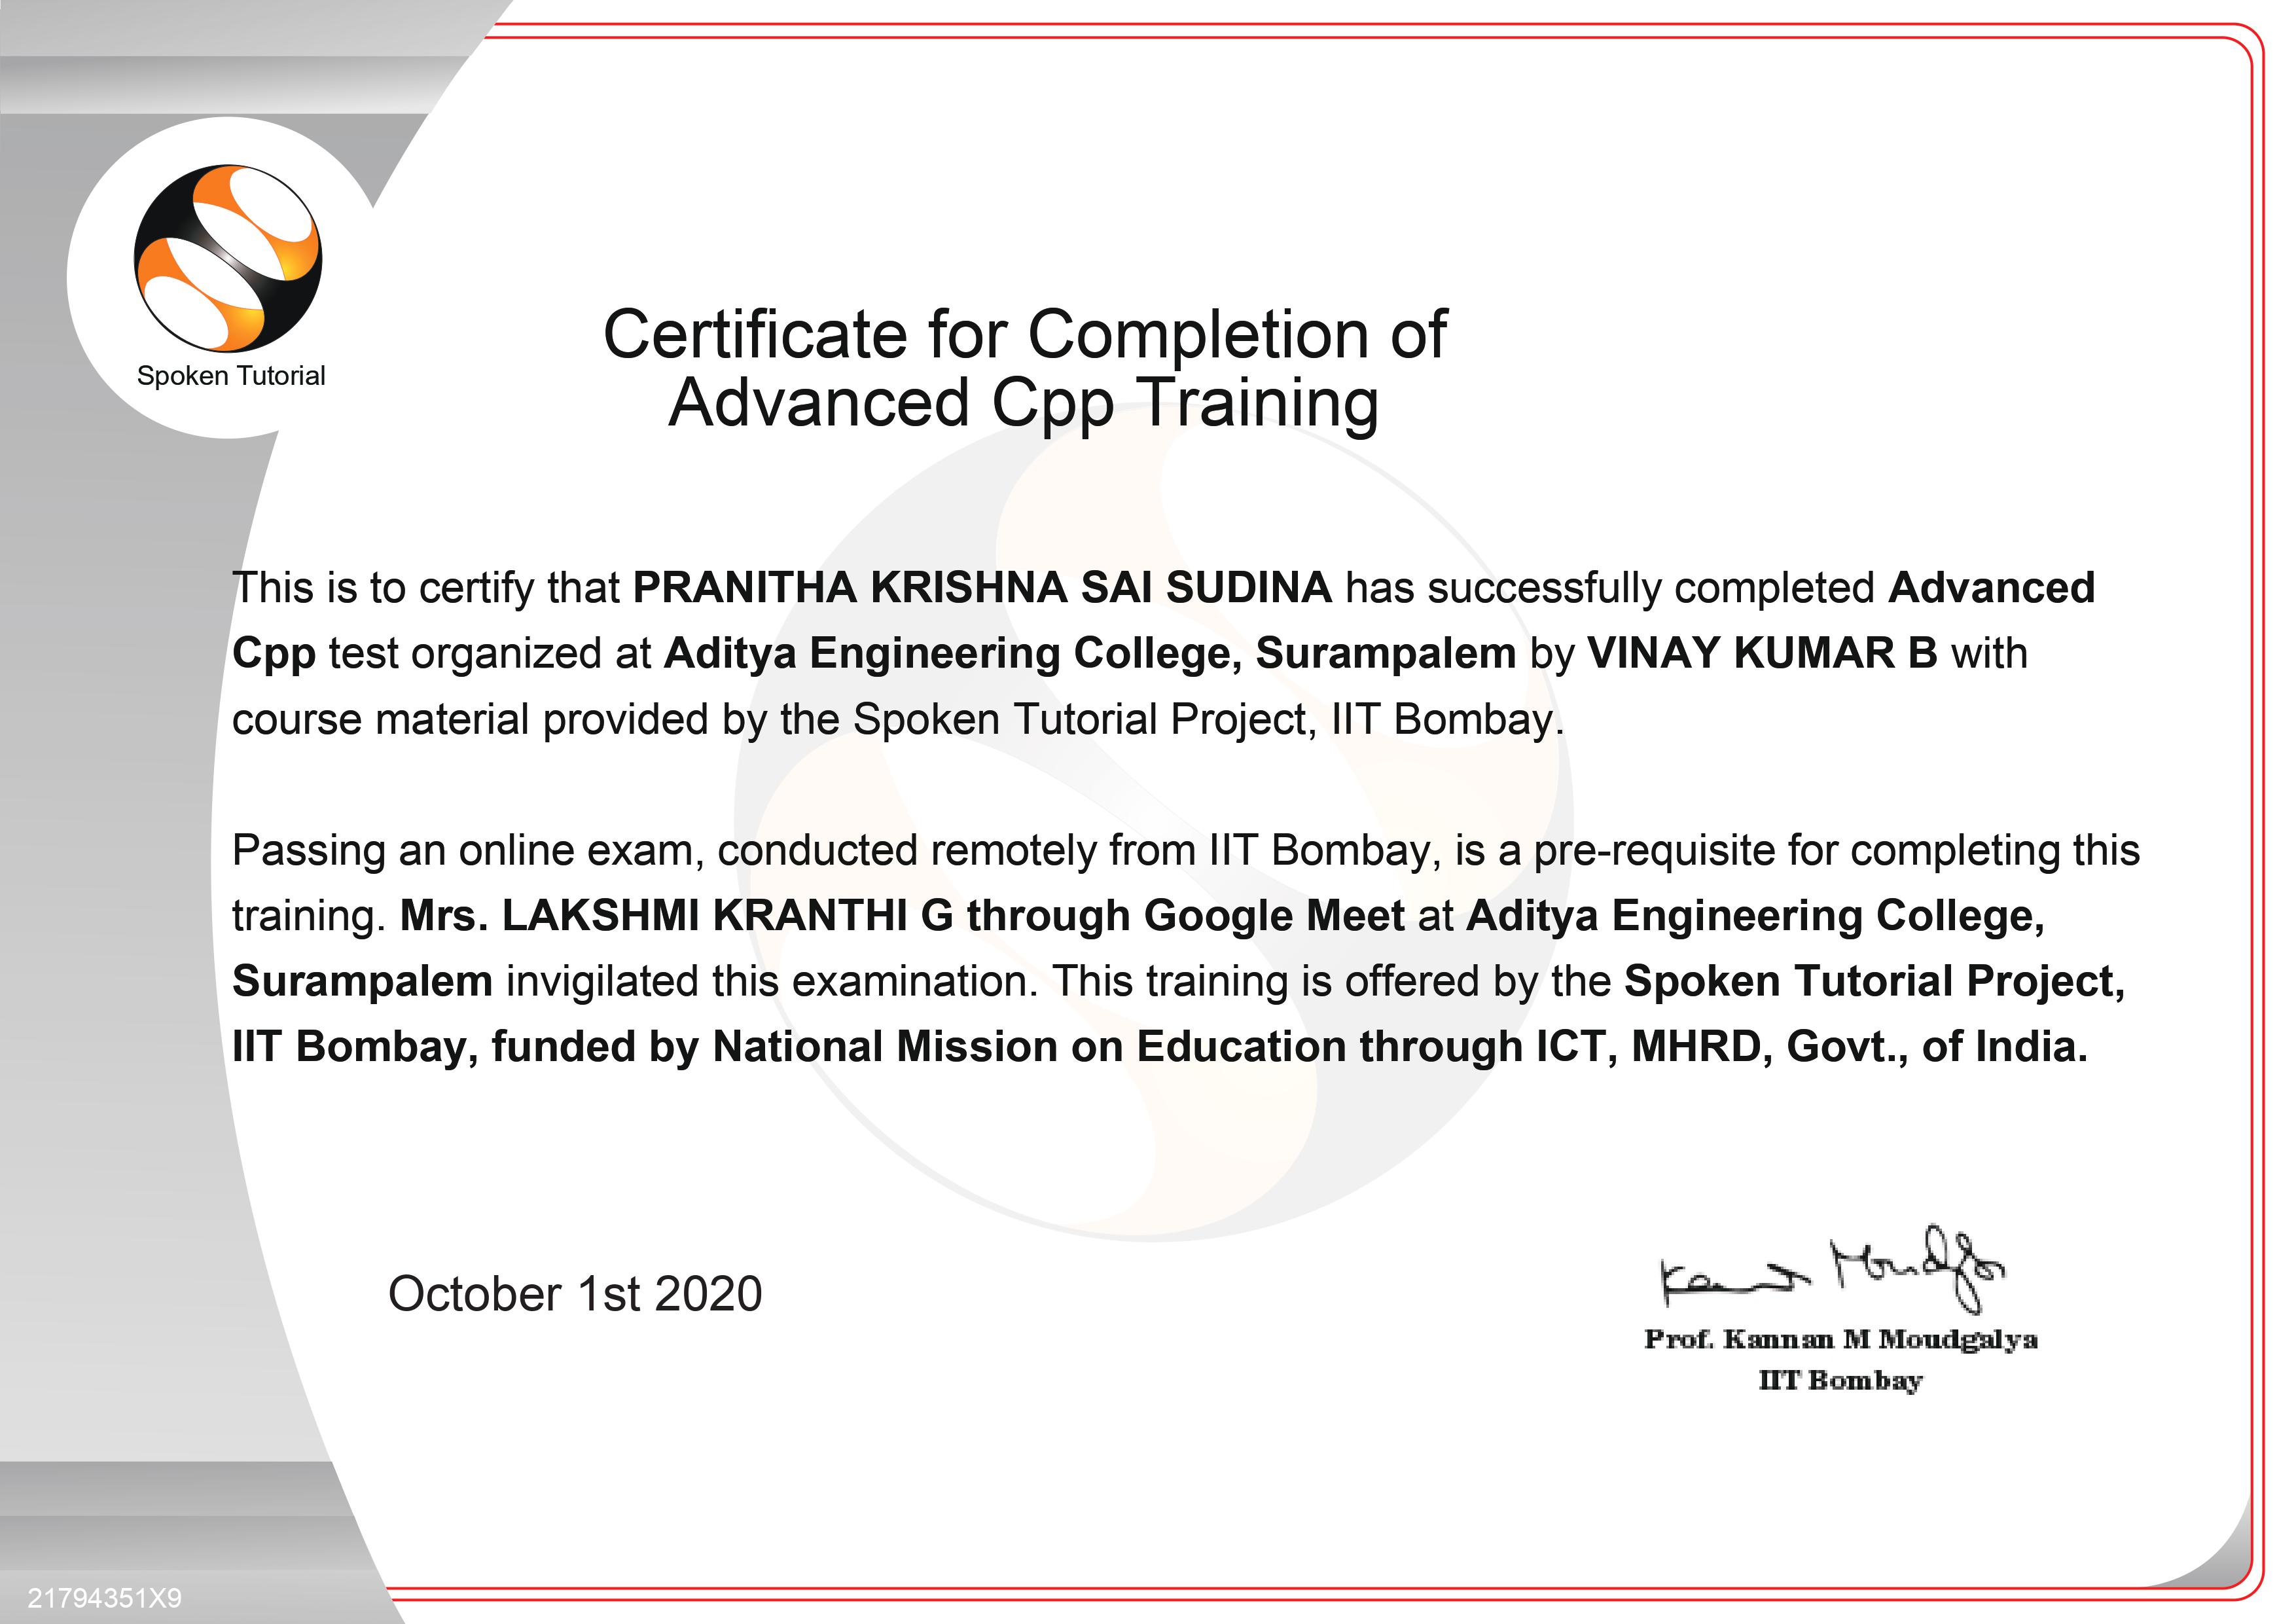 Spoken Tutorial
Certificate for Completion of
Advanced Cpp Training
This is to certify that PRANITHA KRISHNA SAI SUDINA has successfully completed Advanced
Cpp test organized at Aditya Engineering College, Surampalem by VINAY KUMAR B with
course material provided by the Spoken Tutorial Project, IIT Bombay.
Passing an online exam, conducted remotely from IIT Bombay, is a pre-requisite for completing this
training. Mrs. LAKSHMI KRANTHI G through Google Meet at Aditya Engineering College,
Surampalem invigilated this examination. This training is offered by the Spoken Tutorial Project,
IIT Bombay, funded by National Mission on Education through ICT, MHRD, Govt., of India.
October 1st 2020
Kannan Moudgalya
Prof. Kannan M Moudgalya
IIT Bombay
21794351X9